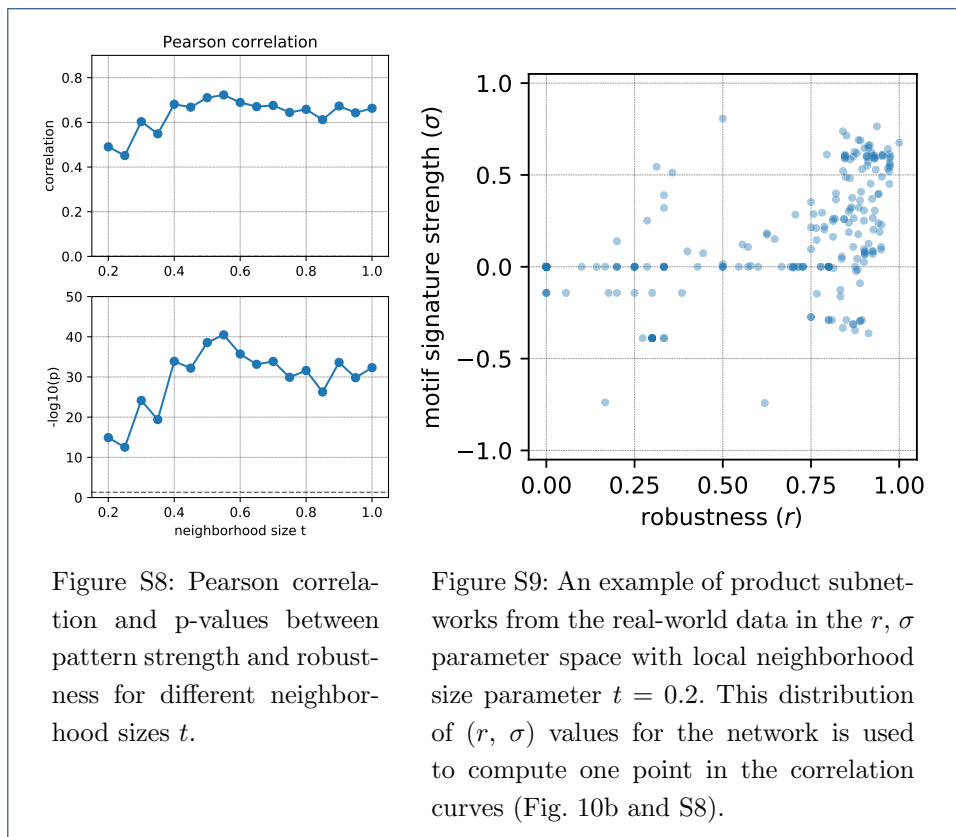 Pearson correlation
0.8
0.6
0.4
0.2
0.0
correlation
0.2 0.4 0.6 0.8 1.0
50
40
30
20
10
0
-log10(p)
0.2 0.4 0.6 0.8 1.0
neighborhood size t
1.0
0.5
0.0
−0.5
−1.0
motif signature strength (σ)
0.00 0.25 0.50 0.75 1.00
robustness (r)
Figure S8: Pearson correla-
tion and p-values between
pattern strength and robust-
ness for different neighbor-
hood sizes t.
Figure S9: An example of product subnet-
works from the real-world data in the r, σ
parameter space with local neighborhood
size parameter t = 0.2. This distribution
of (r, σ) values for the network is used
to compute one point in the correlation
curves (Fig. 10b and S8).